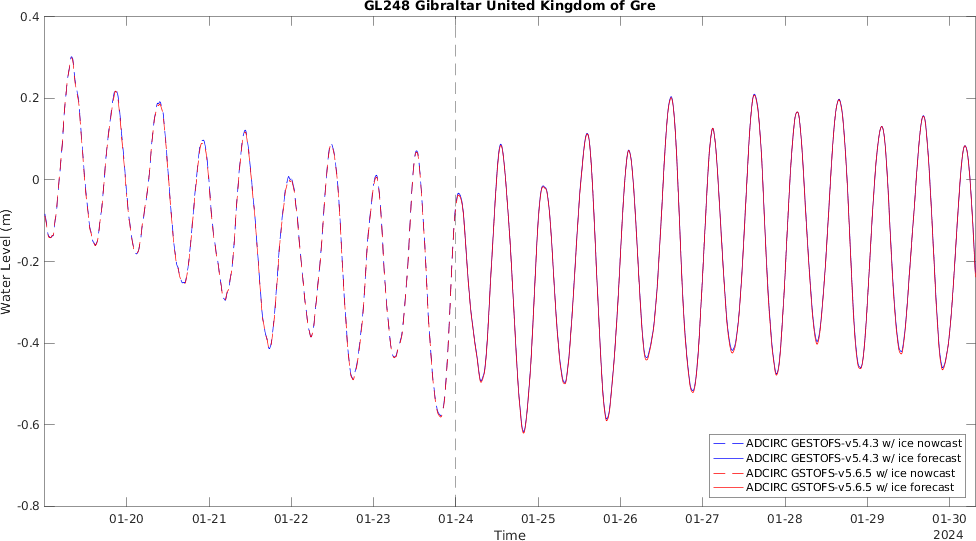 GL248 Gibraltar United Kingdom of Gre
0.4
0.2
0
-0.2
-0.4
-0.6
-0.8
Water Level (m)
ADCIRC GESTOFS-v5.4.3 w/ ice nowcast
ADCIRC GESTOFS-v5.4.3 w/ ice forecast
ADCIRC GSTOFS-v5.6.5 w/ ice nowcast
ADCIRC GSTOFS-v5.6.5 w/ ice forecast
01-20 01-21 01-22 01-23 01-24 01-25 01-26 01-27 01-28 01-29 01-30
Time
2024